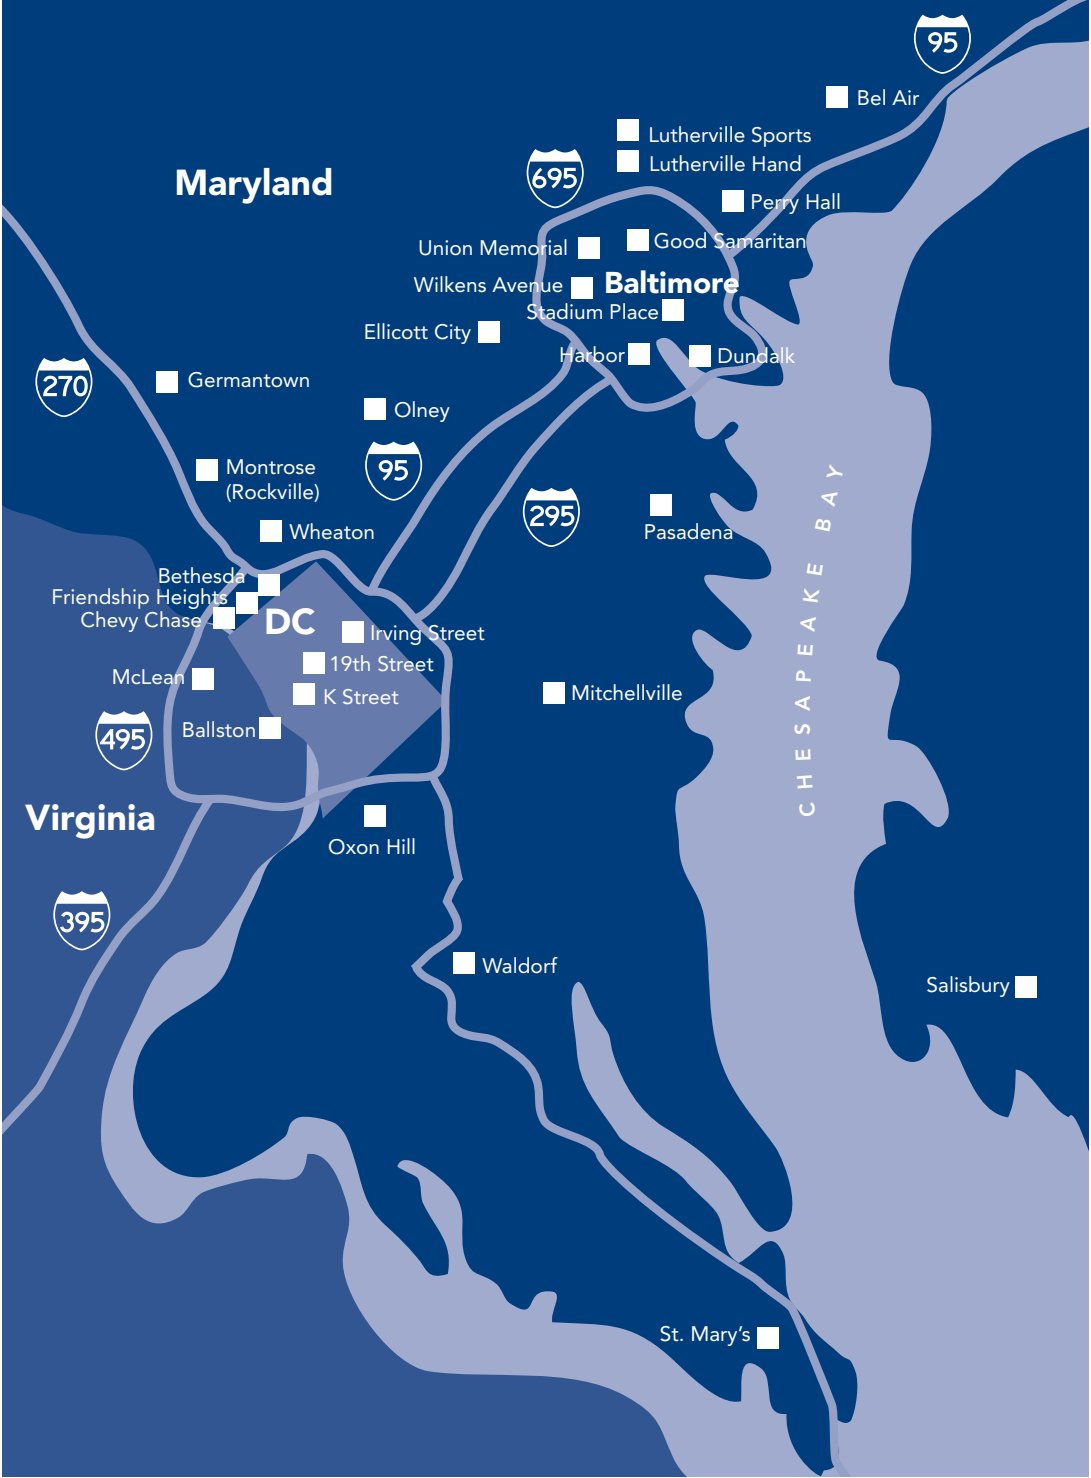 95
Bel Air
Lutherville Sports
Lutherville Hand
695
Maryland
Perry Hall
Good Samaritan
Union Memorial
Baltimore
Wilkens Avenue
Stadium Place
Ellicott City
Harbor
Dundalk
270
Germantown
Olney
95
Montrose
(Rockville)
295
Pasadena
Wheaton
CHESAPEAKE BAY
Bethesda
Friendship Heights
Chevy Chase
DC
Irving Street
19th Street
McLean
K Street
Mitchellville
Ballston
495
Virginia
Oxon Hill
395
Waldorf
Salisbury
St. Mary’s